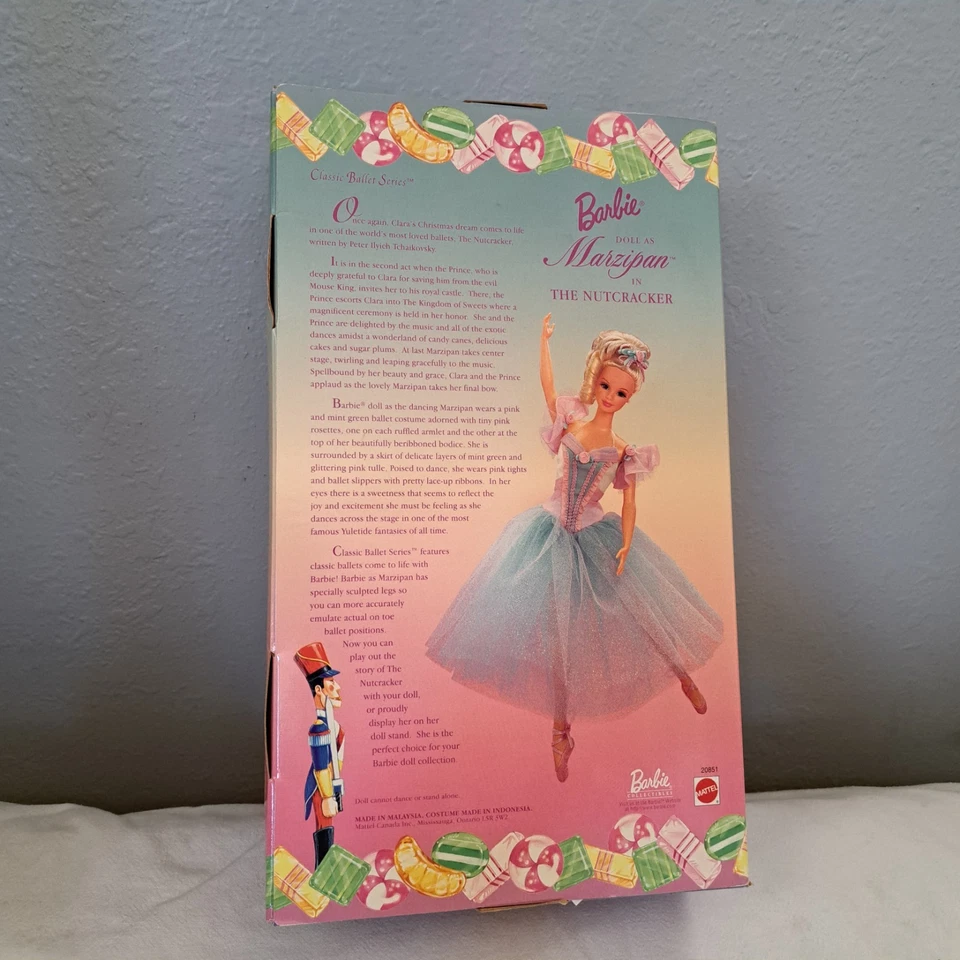 Classic Ballet Series™
Once again, Clara's Christmas dream comes to life
in one of the world's most loved ballets, The Nutcracker,
written by Peter Ilyich Tchaikovsky.
It is in the second act when the Prince, who is
deeply grateful to Clara for saving him from the evil
Mouse King, invites her to his royal castle. There, the
Prince escorts Clara into The Kingdom of Sweets where a
magnificent ceremony is held in her honor. She and the
Prince are delighted by the music and all of the exotic
dances amidst a wonderland of candy canes, delicious
cakes and sugar plums. At last Marzipan takes center
stage, twirling and leaping gracefully to the music.
Spellbound by her beauty and grace, Clara and the Prince
applaud as the lovely Marzipan takes her final bow.
Barbie® doll as the dancing Marzipan wears a pink
and mint green ballet costume adorned with tiny pink
rosettes, one on each ruffled armlet and the other at the
top of her beautifully beribboned bodice. She is
surrounded by a skirt of delicate layers of mint green and
glittering pink tulle. Poised to dance, she wears pink tights
and ballet slippers with pretty lace-up ribbons. In her
eyes there is a sweetness that seems to reflect the
joy and excitement she must be feeling as she
dances across the stage in one of the most
famous Yuletide fantasies of all time.
Classic Ballet Series™ features
classic ballets come to life with
Barbie! Barbie as Marzipan has
specially sculpted legs so
you can more accurately
emulate actual on toe
ballet positions.
Now you can
play out the
story of The
Nutcracker
with your doll,
or proudly
display her on her
doll stand. She is the
perfect choice for your
Barbie doll collection.
Doll cannot dance or stand alone.
MADE IN MALAYSIA. COSTUME MADE IN INDONESIA.
Mattel Canada Inc., Mississauga, Ontario L5R 3W2.
Barbie®
DOLL AS
Marzipan™
IN
THE NUTCRACKER
Barbie
COLLECTIBLES
20851
MATTEL